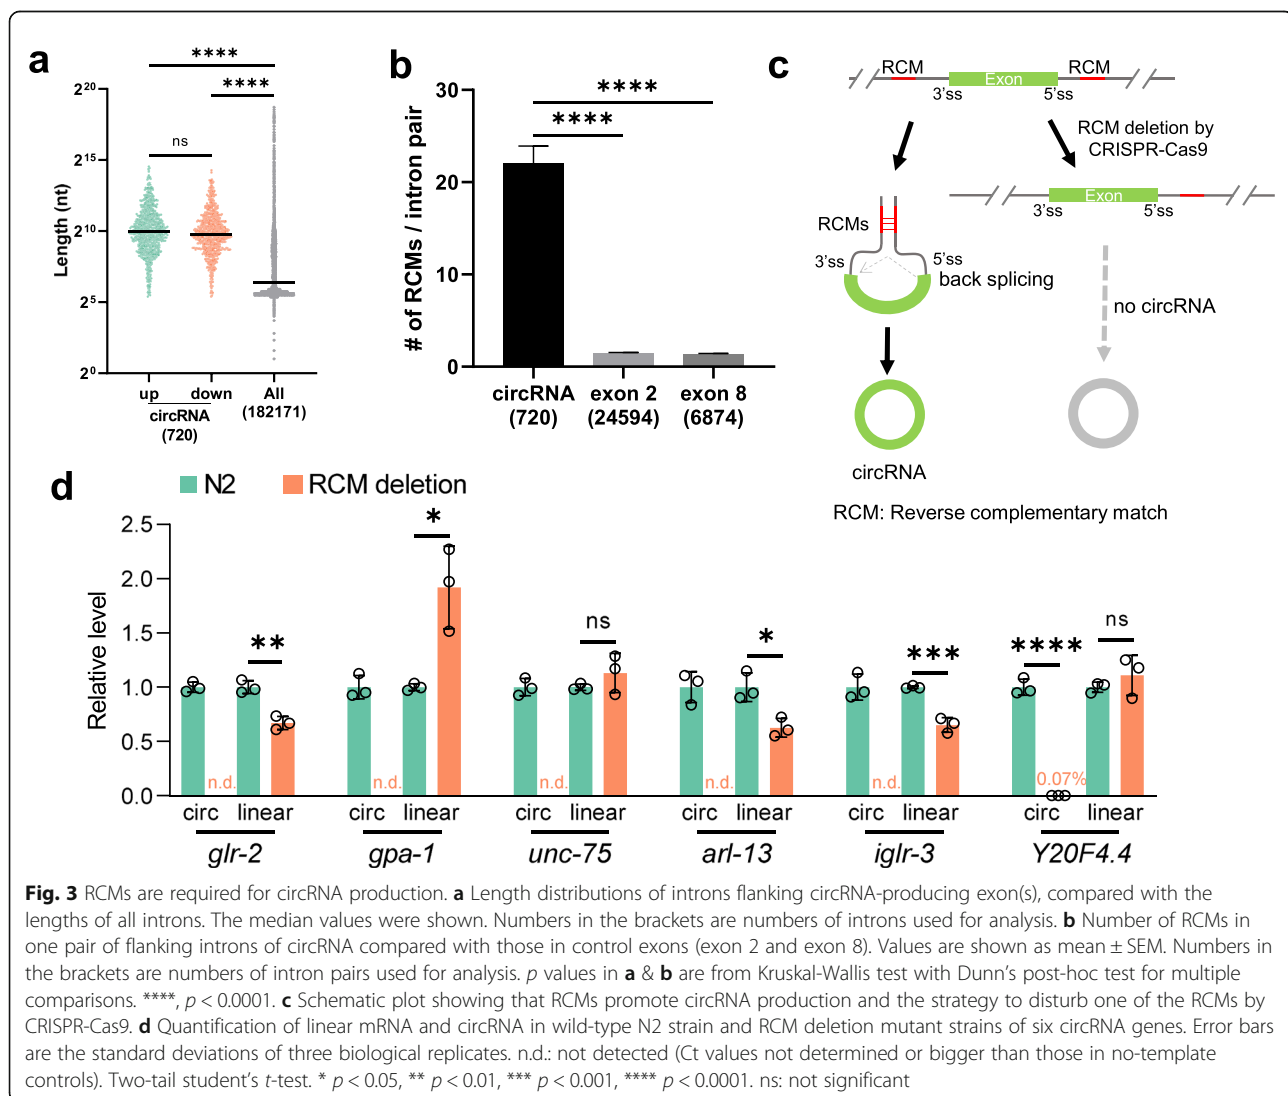 a
****
****
ns
Length (nt)
2^20
2^15
2^10
2^5
2^0
up
down
All
(182171)
circRNA
(720)
b
****
****
# of RCMs / intron pair
30
20
10
0
circRNA
(720)
exon 2
(24594)
exon 8
(6874)
c
RCM
Exon
RCM
3'ss
5'ss
RCM deletion by
CRISPR-Cas9
Exon
3'ss
5'ss
RCMs
3'ss
5'ss
back splicing
no circRNA
circRNA
RCM: Reverse complementary match
d
N2
RCM deletion
Relative level
2.5
2.0
1.5
1.0
0.5
0.0
**
*
ns
*
***
****
ns
n.d.
n.d.
n.d.
n.d.
n.d.
0.07%
circ linear
circ linear
circ linear
circ linear
circ linear
circ linear
glr-2
gpa-1
unc-75
arl-13
iglr-3
Y20F4.4
Fig. 3 RCMs are required for circRNA production. a Length distributions of introns flanking circRNA-producing exon(s), compared with the
lengths of all introns. The median values were shown. Numbers in the brackets are numbers of introns used for analysis. b Number of RCMs in
one pair of flanking introns of circRNA compared with those in control exons (exon 2 and exon 8). Values are shown as mean ± SEM. Numbers in
the brackets are numbers of intron pairs used for analysis. p values in a & b are from Kruskal-Wallis test with Dunn's post-hoc test for multiple
comparisons. ****, p < 0.0001. c Schematic plot showing that RCMs promote circRNA production and the strategy to disturb one of the RCMs by
CRISPR-Cas9. d Quantification of linear mRNA and circRNA in wild-type N2 strain and RCM deletion mutant strains of six circRNA genes. Error bars
are the standard deviations of three biological replicates. n.d.: not detected (Ct values not determined or bigger than those in no-template
controls). Two-tail student's t-test. * p < 0.05, ** p < 0.01, *** p < 0.001, **** p < 0.0001. ns: not significant